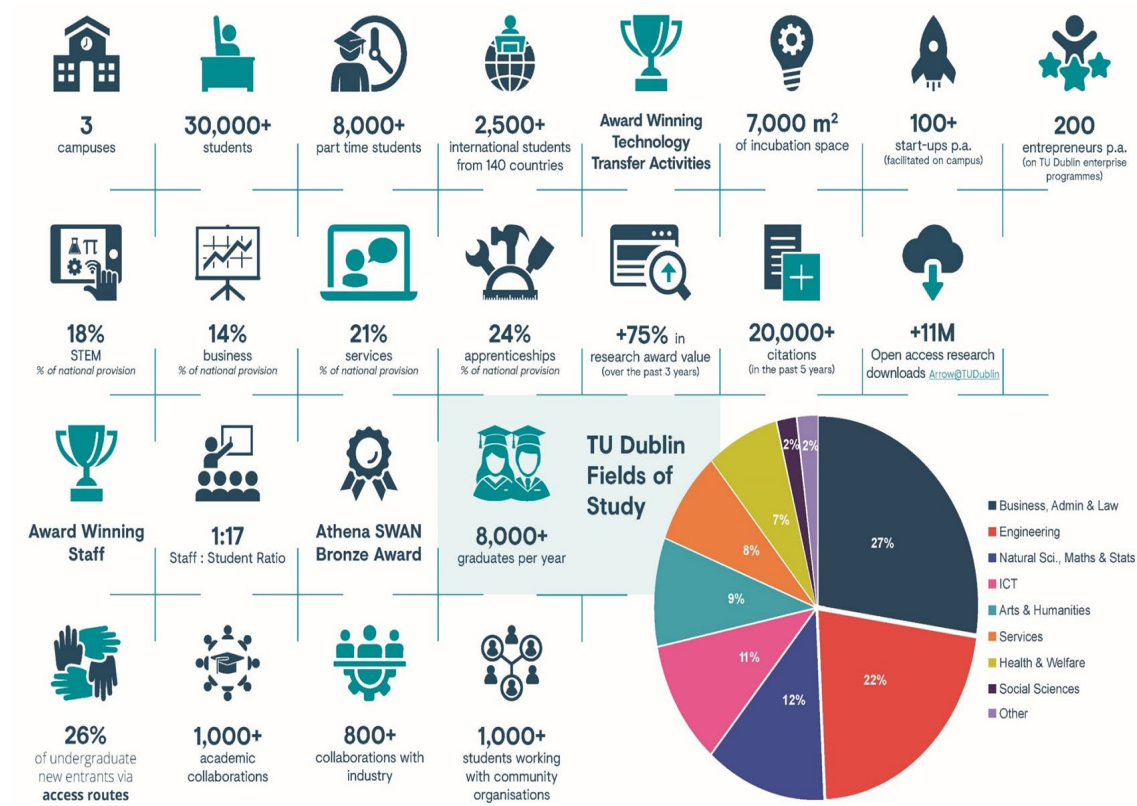 3
campuses
30,000+
students
8,000+
part time students
2,500+
international students
from 140 countries
Award Winning
Technology
Transfer Activities
7,000 m²
of incubation space
100+
start-ups p.a.
(facilitated on campus)
200
entrepreneurs p.a.
(on TU Dublin enterprise
programmes)
π
18%
STEM
% of national provision
14%
business
% of national provision
21%
services
% of national provision
24%
apprenticeships
% of national provision
+75% in
research award value
(over the past 3 years)
20,000+
citations
(in the past 5 years)
+11M
Open access research
downloads Arrow@TUDublin
Award Winning
Staff
1:17
Staff : Student Ratio
Athena SWAN
Bronze Award
8,000+
graduates per year
TU Dublin
Fields of
Study
27%
22%
12%
11%
9%
8%
7%
2%
2%
Business, Admin & Law
Engineering
Natural Sci., Maths & Stats
ICT
Arts & Humanities
Services
Health & Welfare
Social Sciences
Other
26%
of undergraduate
new entrants via
access routes
1,000+
academic
collaborations
800+
collaborations with
industry
1,000+
students working
with community
organisations